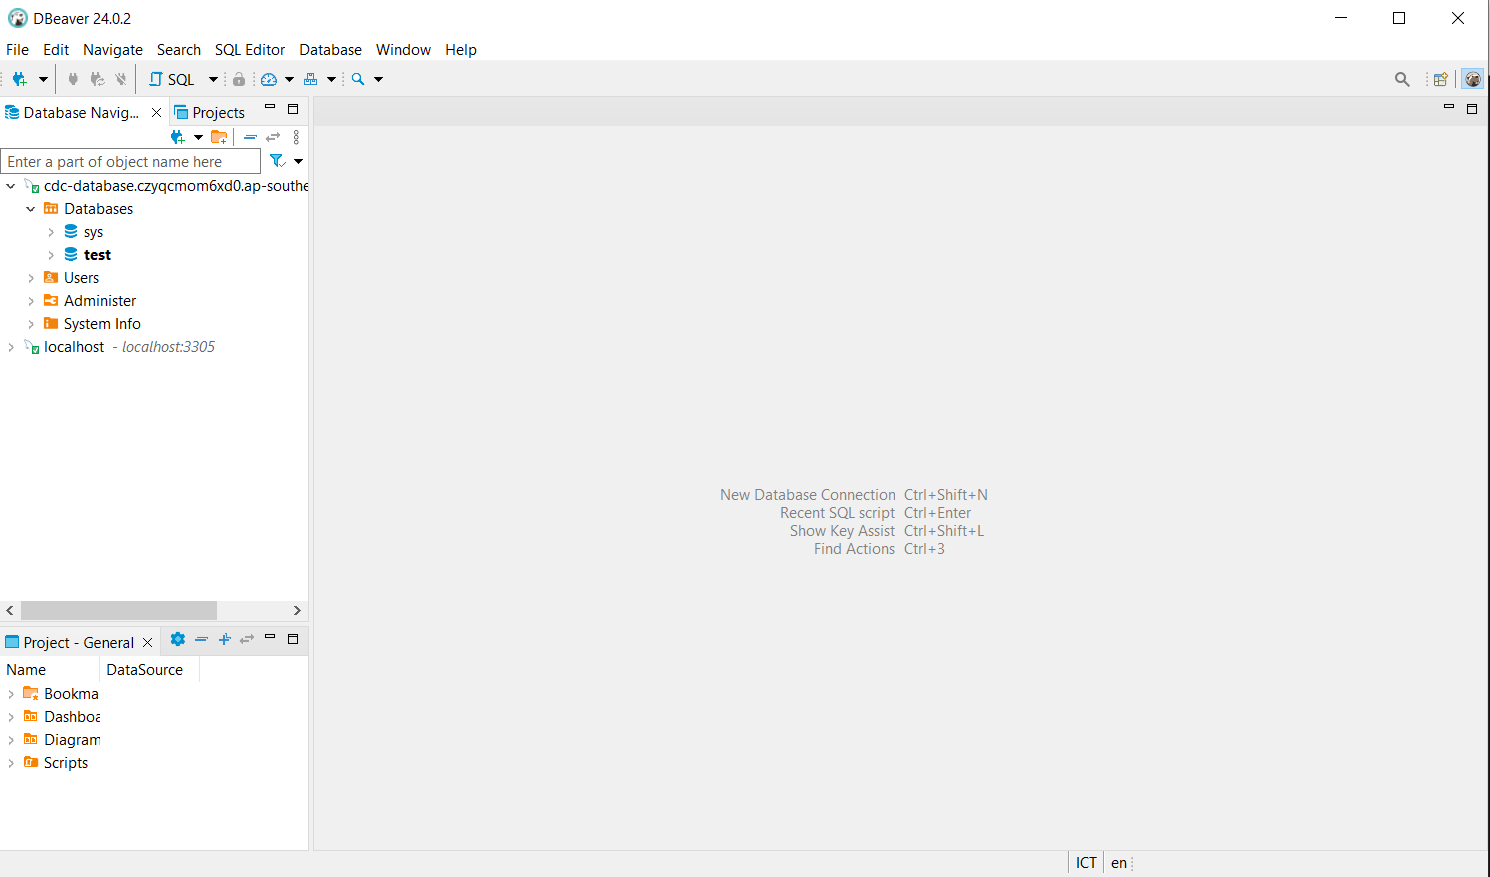 DBeaver 24.0.2
File Edit Navigate Search SQL Editor Database Window Help
SQL
Database Navig... Projects
Enter a part of object name here
cdc-database.czyqcmom6xd0.ap-southe
Databases
sys
test
Users
Administer
System Info
localhost - localhost:3305
New Database Connection Ctrl+Shift+N
Recent SQL script Ctrl+Enter
Show Key Assist Ctrl+Shift+L
Find Actions Ctrl+3
Project - General
Name DataSource
Bookma
Dashboa
Diagram
Scripts
ICT en